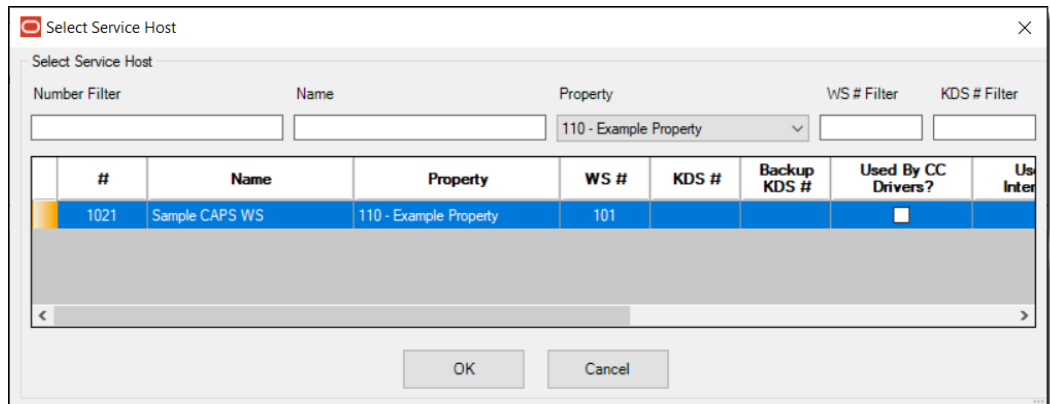 Select Service Host
Select Service Host
Number Filter Name Property WS # Filter KDS # Filter
110 - Example Property
# Name Property WS # KDS # Backup KDS # Used By CC Drivers?
1021 Sample CAPS WS 110 - Example Property 101
OK Cancel